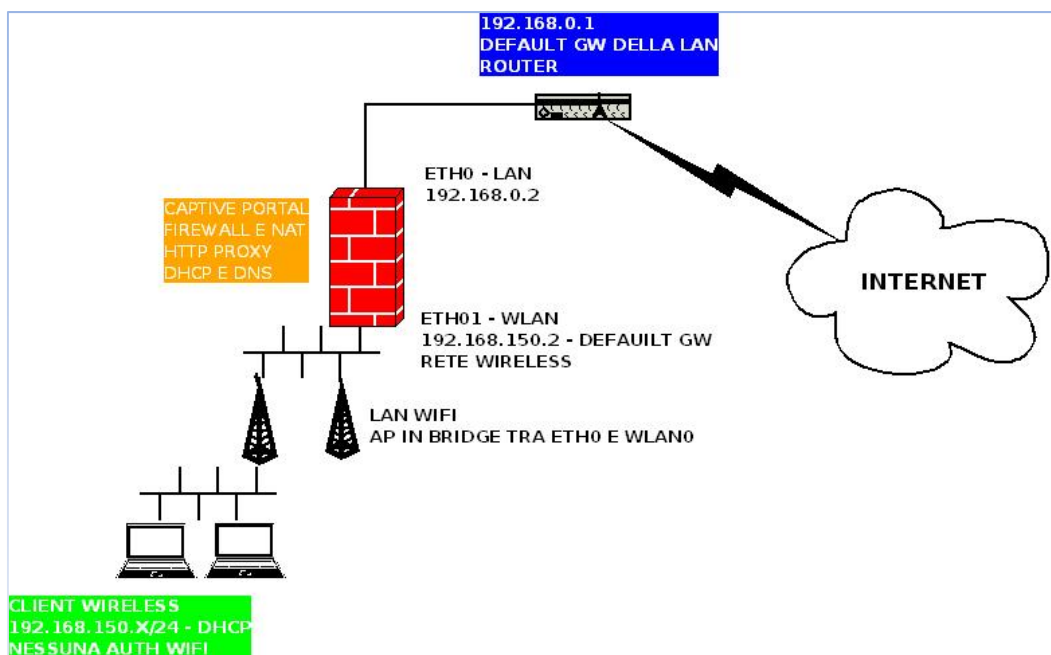 192.168.0.1
DEFAULT GW DELLA LAN
ROUTER
ETH0 - LAN
192.168.0.2
CAPTIVE PORTAL
FIREWALL E NAT
HTTP PROXY
DHCP E DNS
INTERNET
ETH01 - WLAN
192.168.150.2 - DEFAUILT GW
RETE WIRELESS
LAN WIFI
AP IN BRIDGE TRA ETH0 E WLAN0
CLIENT WIRELESS
192.168.150.X/24 - DHCP
NESSUNA AUTH WIFI